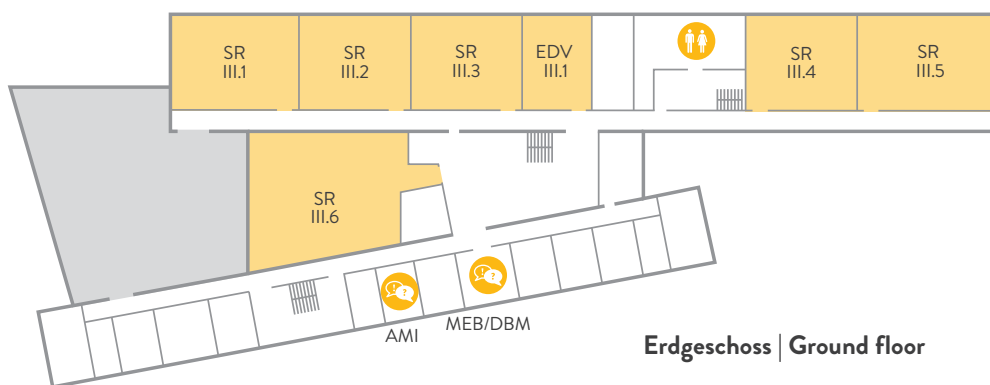 SR
III.1
SR
III.2
SR
III.3
EDV
III.1
SR
III.4
SR
III.5
SR
III.6
! ?
! ?
AMI
MEB/DBM
Erdgeschoss | Ground floor